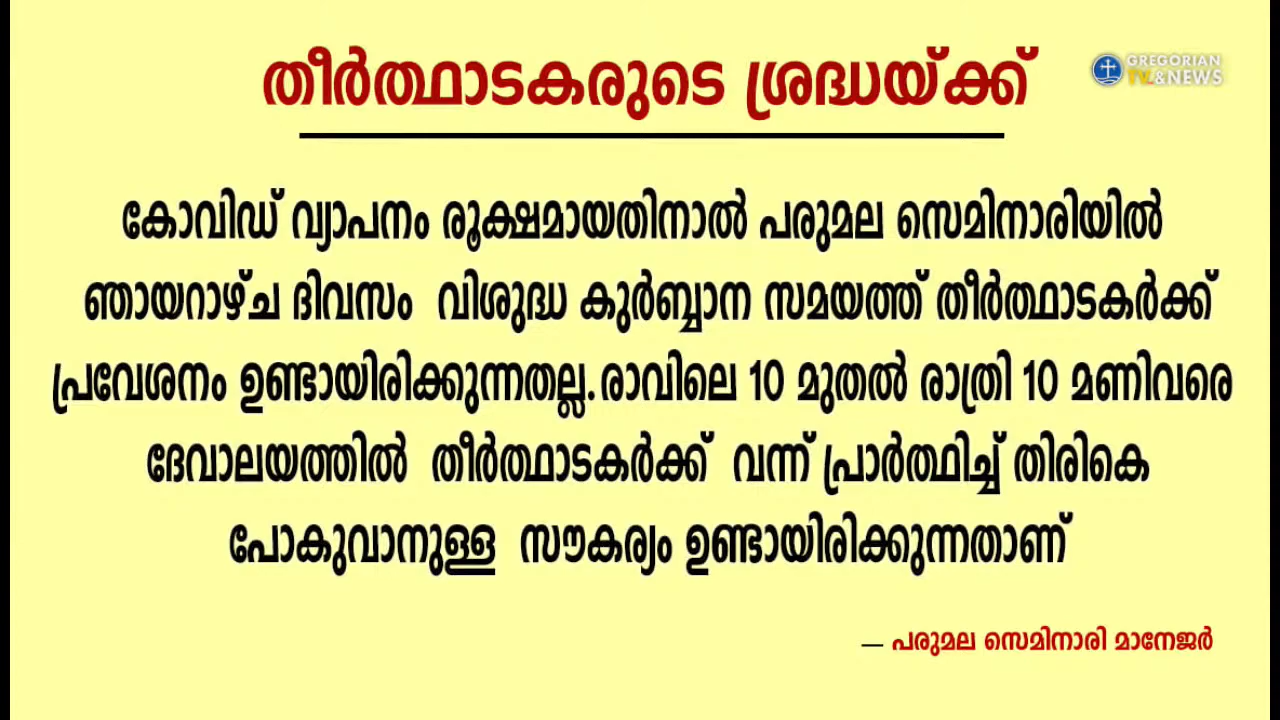 തീർത്ഥാടകരുടെ ശ്രദ്ധയ്ക്ക്
GREGORIAN
TV & NEWS
കോവിഡ് വ്യാപനം രൂക്ഷമായതിനാൽ പരുമല സെമിനാരിയിൽ
ഞായറാഴ്ച ദിവസം വിശുദ്ധ കുർബ്ബാന സമയത്ത് തീർത്ഥാടകർക്ക്
പ്രവേശനം ഉണ്ടായിരിക്കുന്നതല്ല.രാവിലെ 10 മുതൽ രാത്രി 10 മണിവരെ
ദേവാലയത്തിൽ തീർത്ഥാടകർക്ക് വന്ന് പ്രാർത്ഥിച്ച് തിരികെ
പോകുവാനുള്ള സൗകര്യം ഉണ്ടായിരിക്കുന്നതാണ്
— പരുമല സെമിനാരി മാനേജർ